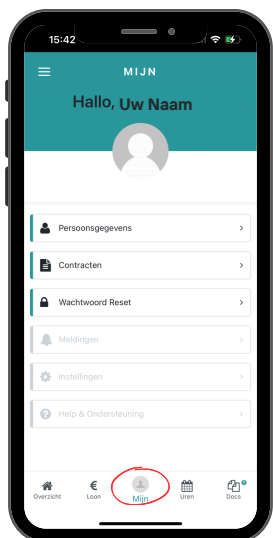 15:42
MIJN
Hallo, Uw Naam
Persoonsgegevens
Contracten
Wachtwoord Reset
Meldingen
Instellingen
Help & Ondersteuning
Overzicht Loon Mijn Uren Docs